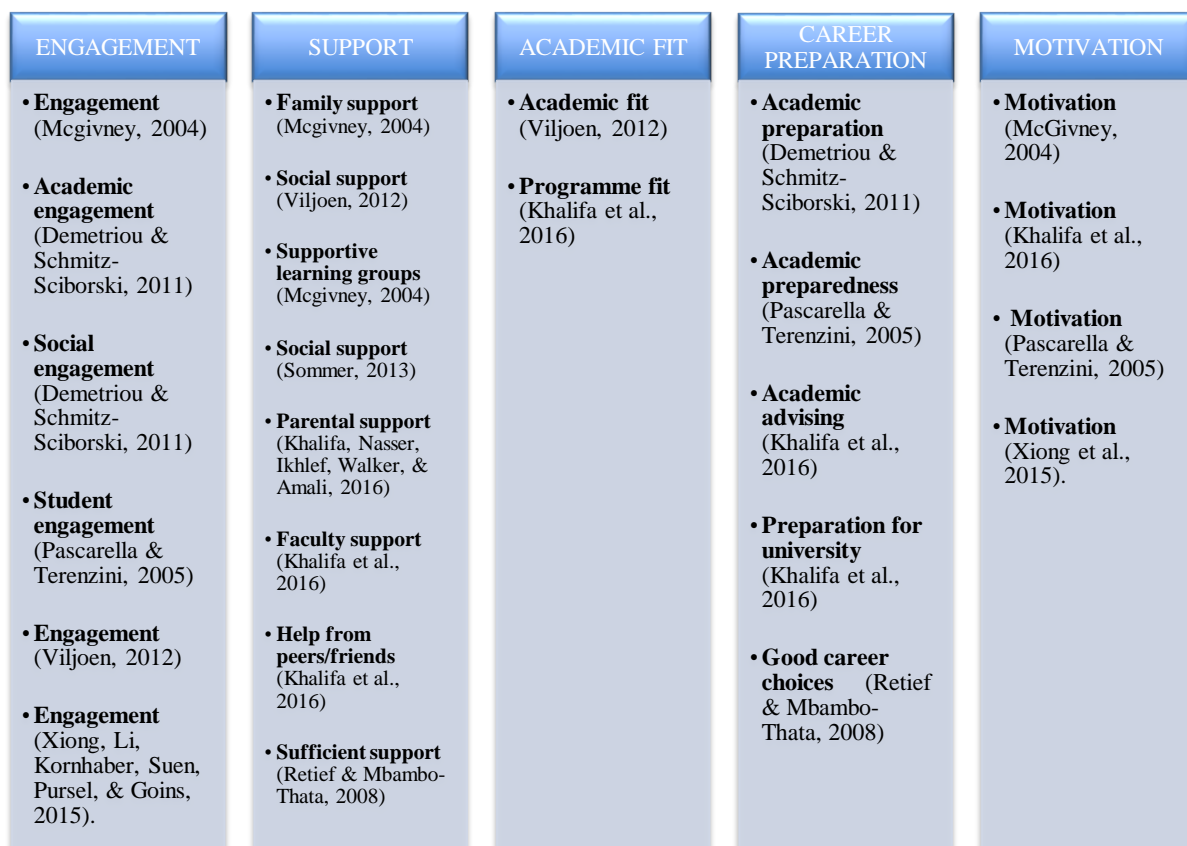 ENGAGEMENT
• Engagement
(Mcgivney, 2004)
• Academic
engagement
(Demetriou &
Schmitz-
Sciborski, 2011)
• Social
engagement
(Demetriou &
Schmitz-
Sciborski, 2011)
• Student
engagement
(Pascarella &
Terenzini, 2005)
• Engagement
(Viljoen, 2012)
• Engagement
(Xiong, Li,
Kornhaber, Suen,
Pursel, & Goins,
2015).
SUPPORT
• Family support
(Mcgivney, 2004)
• Social support
(Viljoen, 2012)
• Supportive
learning groups
(Mcgivney, 2004)
• Social support
(Sommer, 2013)
• Parental support
(Khalifa, Nasser,
Ikhlef, Walker, &
Amali, 2016)
• Faculty support
(Khalifa et al.,
2016)
• Help from
peers/friends
(Khalifa et al.,
2016)
• Sufficient support
(Retief & Mbambo-
Thata, 2008)
ACADEMIC FIT
• Academic fit
(Viljoen, 2012)
• Programme fit
(Khalifa et al.,
2016)
CAREER
PREPARATION
• Academic
preparation
(Demetriou &
Schmitz-
Sciborski, 2011)
• Academic
preparedness
(Pascarella &
Terenzini, 2005)
• Academic
advising
(Khalifa et al.,
2016)
• Preparation for
university
(Khalifa et al.,
2016)
• Good career
choices (Retief
& Mbambo-
Thata, 2008)
MOTIVATION
• Motivation
(McGivney,
2004)
• Motivation
(Khalifa et al.,
2016)
• Motivation
(Pascarella &
Terenzini, 2005)
• Motivation
(Xiong et al.,
2015).